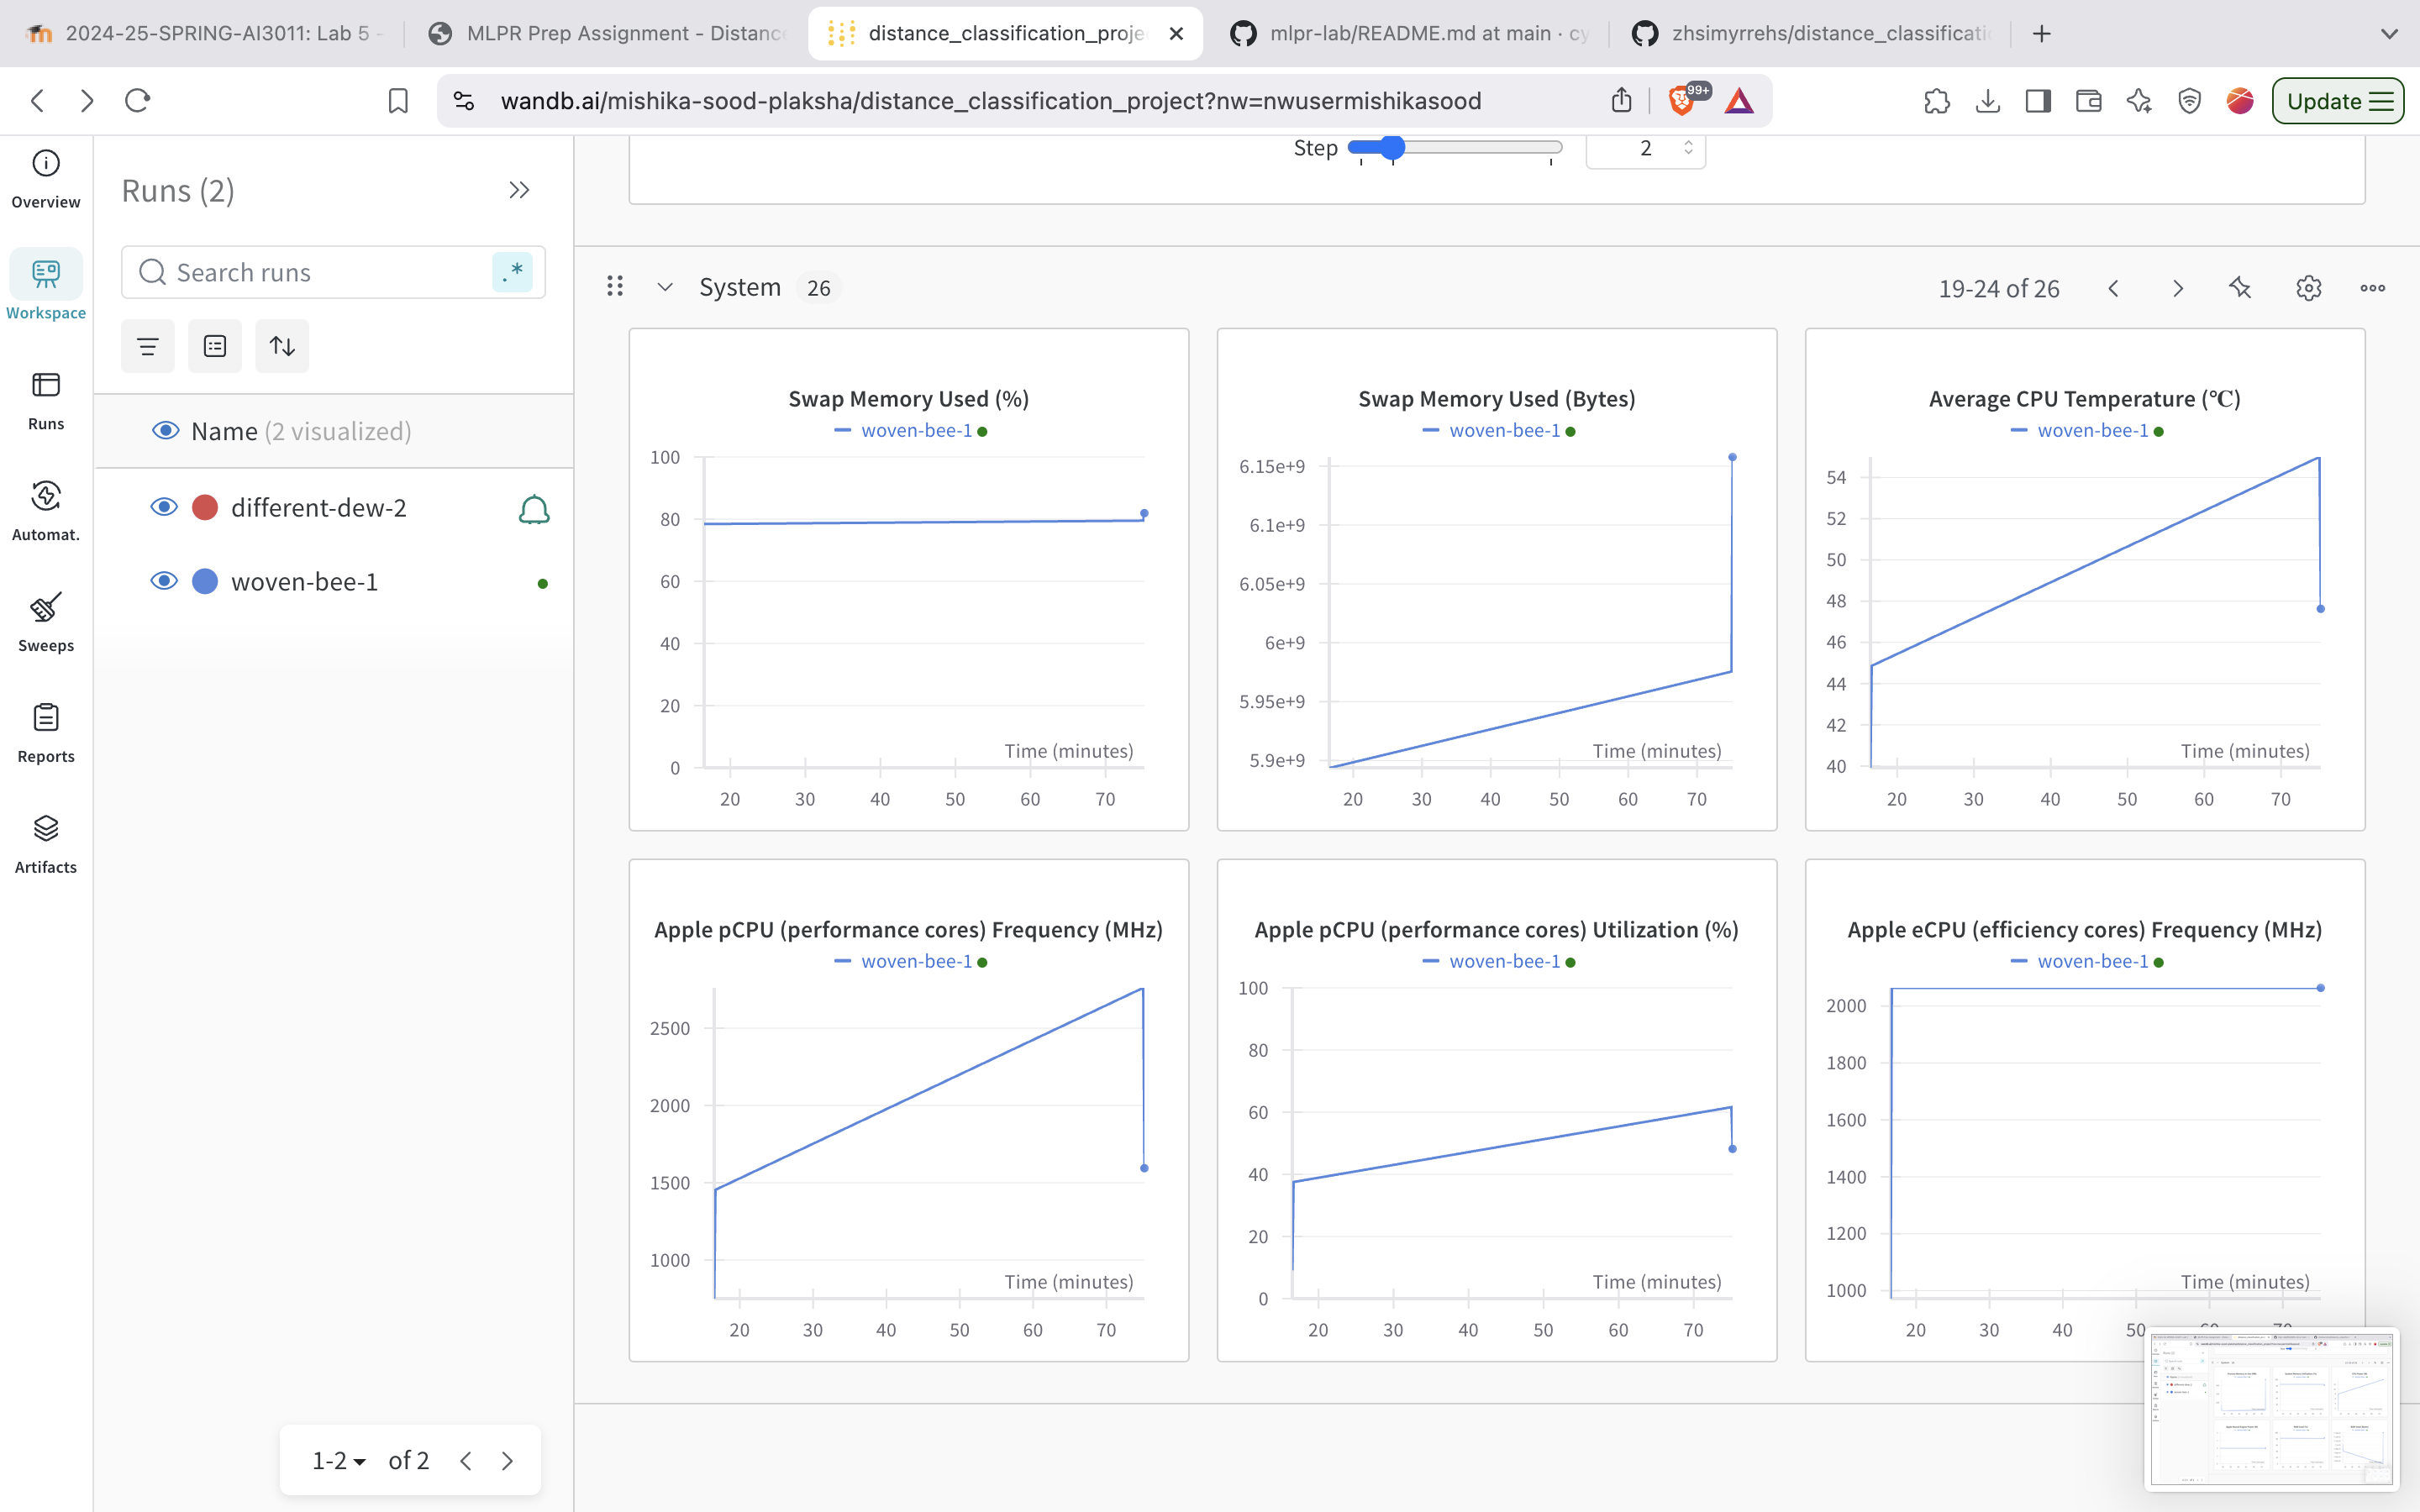 2024-25-SPRING-AI3011: Lab 5 -
MLPR Prep Assignment - Distance
distance_classification_proje
mlpr-lab/README.md at main · cy
zhsimyrrehs/distance_classificati
wandb.ai/mishika-sood-plaksha/distance_classification_project?nw=nwusermishikasood
99+
Update
Overview
Workspace
Runs
Automat.
Sweeps
Reports
Artifacts
Runs (2)
Search runs
.*
Name (2 visualized)
different-dew-2
woven-bee-1
1-2 of 2
Step 2
System 26
19-24 of 26
Swap Memory Used (%)
woven-bee-1
100
80
60
40
20
0
Time (minutes)
20 30 40 50 60 70
Swap Memory Used (Bytes)
woven-bee-1
6.15e+9
6.1e+9
6.05e+9
6e+9
5.95e+9
5.9e+9
Time (minutes)
20 30 40 50 60 70
Average CPU Temperature (°C)
woven-bee-1
54
52
50
48
46
44
42
40
Time (minutes)
20 30 40 50 60 70
Apple pCPU (performance cores) Frequency (MHz)
woven-bee-1
2500
2000
1500
1000
Time (minutes)
20 30 40 50 60 70
Apple pCPU (performance cores) Utilization (%)
woven-bee-1
100
80
60
40
20
0
Time (minutes)
20 30 40 50 60 70
Apple eCPU (efficiency cores) Frequency (MHz)
woven-bee-1
2000
1800
1600
1400
1200
1000
Time (minutes)
20 30 40 50 60 70